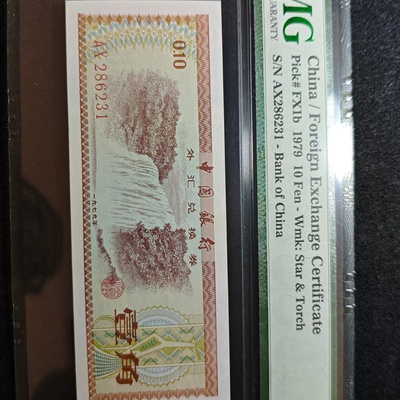 MG
UARANTY
China / Foreign Exchange Certificate
Pick# FX1b 1979 10 Fen - Wmk: Star & Torch
S/N AX286231 - Bank of China
0.10
AX 286231
中国银行
外汇兑换券
一九七九年
壹角